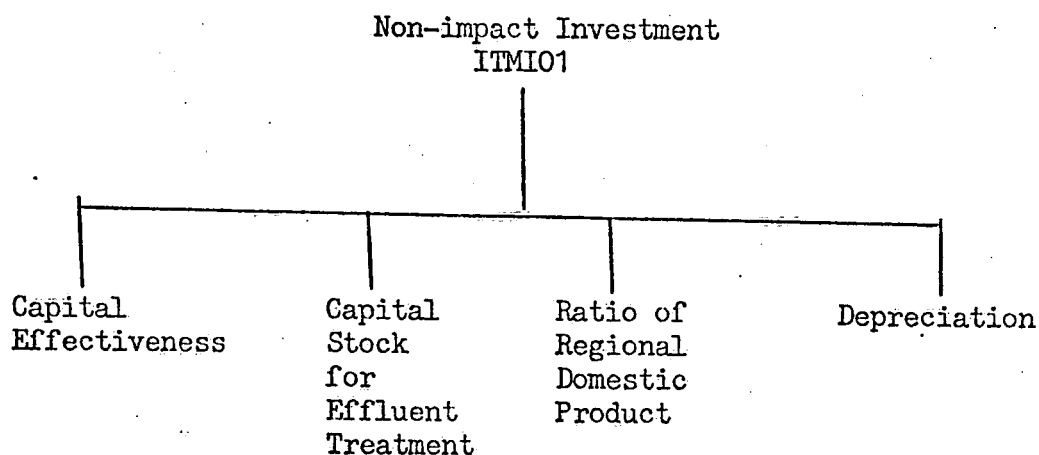 Non-impact Investment
ITMI01
Capital
Effectiveness
Capital
Stock
for
Effluent
Treatment
Ratio of
Regional
Domestic
Product
Depreciation